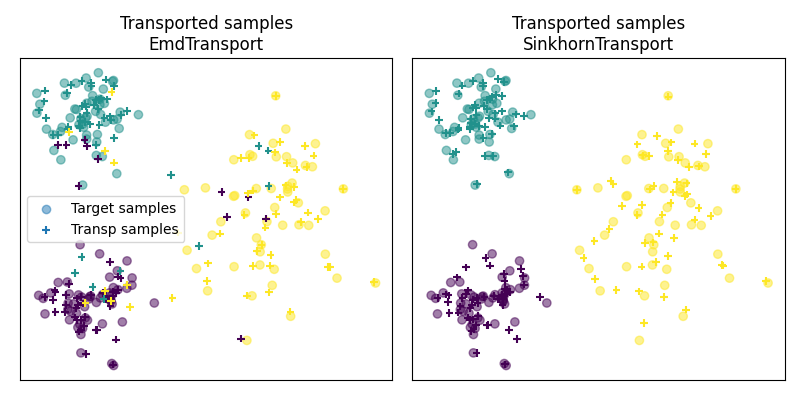 Transported samples
EmdTransport
Transported samples
SinkhornTransport
Target samples
Transp samples